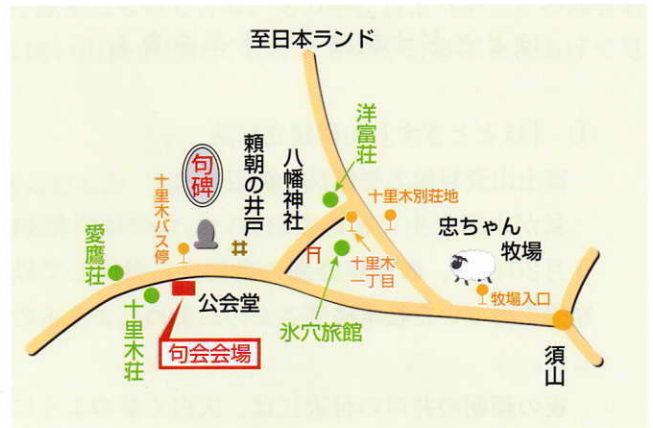 至日本ランド
洋富荘
八幡神社
頼朝の井戸
句碑
十里木バス停
十里木別荘地
忠ちゃん
牧場
愛鷹荘
十里木
一丁目
牧場入口
公会堂
十里木荘
氷穴旅館
句会会場
須山